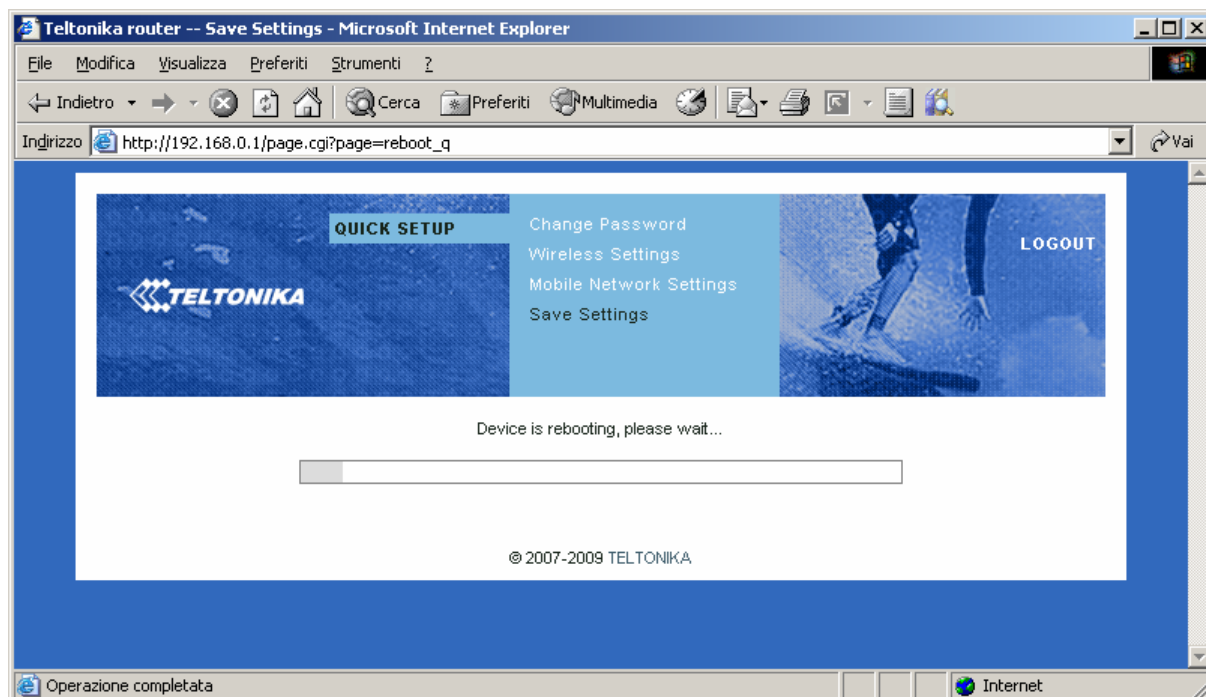 Teltonika router -- Save Settings - Microsoft Internet Explorer
File Modifica Visualizza Preferiti Strumenti ?
Indietro Cerca Preferiti Multimedia
Indirizzo http://192.168.0.1/page.cgi?page=reboot_q Vai
TELTONIKA
QUICK SETUP
Change Password
Wireless Settings
Mobile Network Settings
Save Settings
LOGOUT
Device is rebooting, please wait...
© 2007-2009 TELTONIKA
Operazione completata Internet